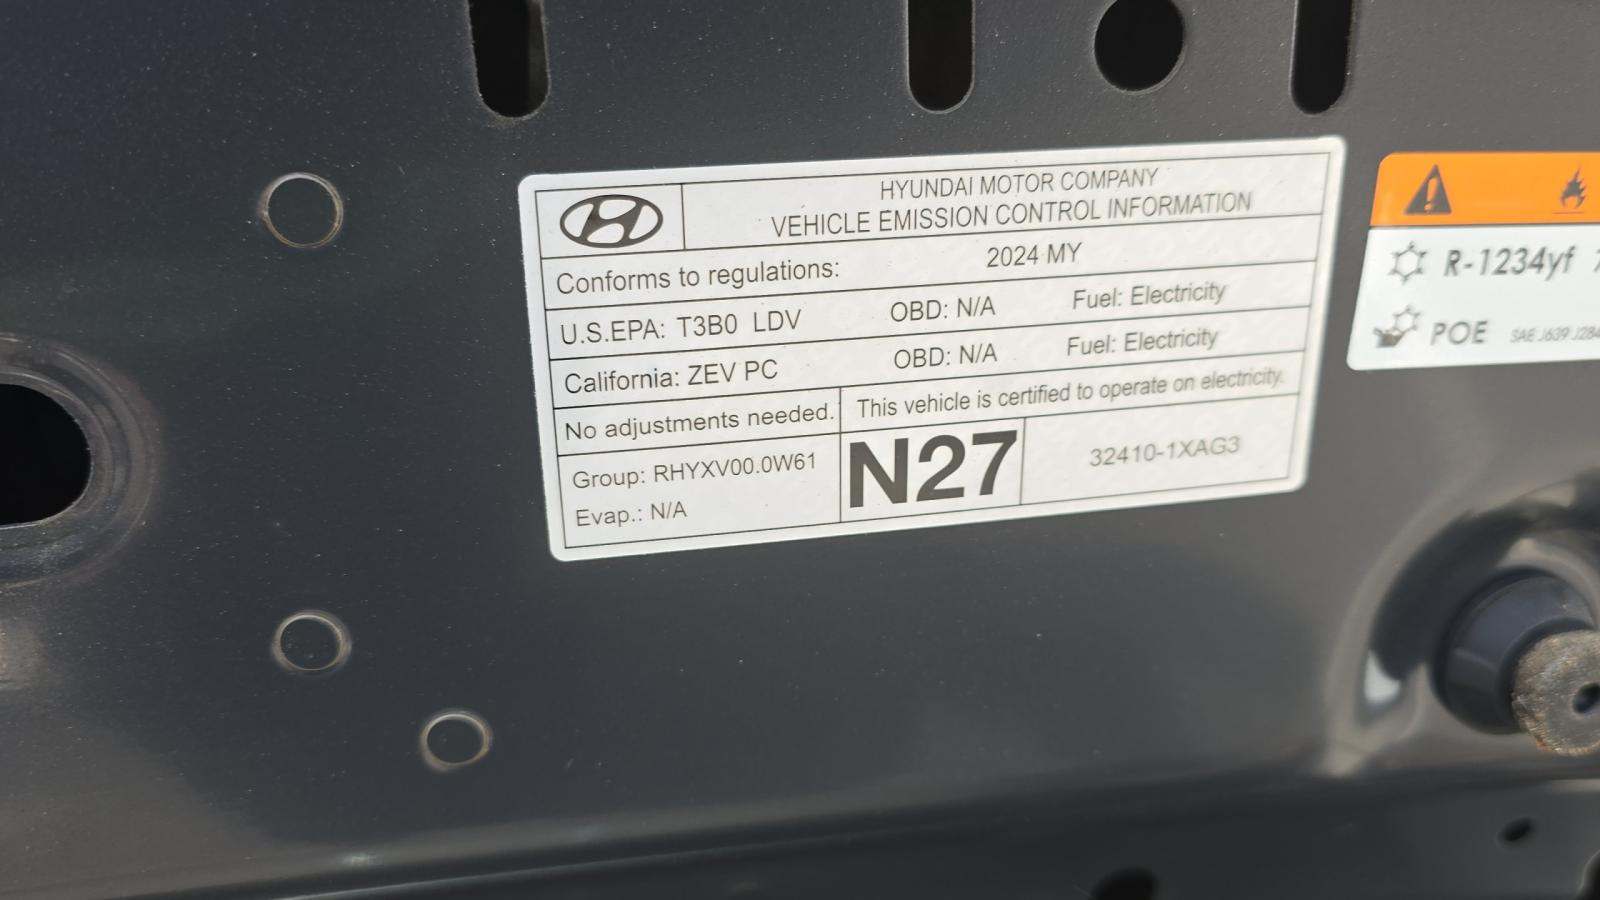 HYUNDAI MOTOR COMPANY
VEHICLE EMISSION CONTROL INFORMATION
Conforms to regulations: 2024 MY
U.S.EPA: T3B0 LDV OBD: N/A Fuel: Electricity
California: ZEV PC OBD: N/A Fuel: Electricity
No adjustments needed. This vehicle is certified to operate on electricity.
Group: RHYXV00.0W61
Evap.: N/A
N27
32410-1XAG3
R-1234yf
POE SAE J639